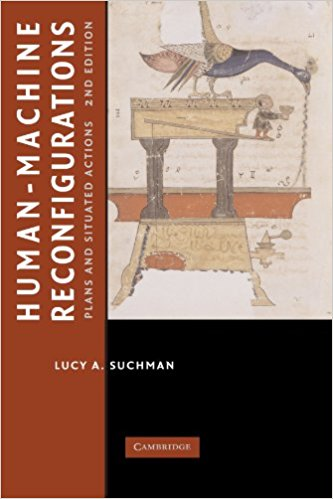 HUMAN-MACHINE
RECONFIGURATIONS
PLANS AND SITUATED ACTIONS 2ND EDITION
LUCY A. SUCHMAN
CAMBRIDGE